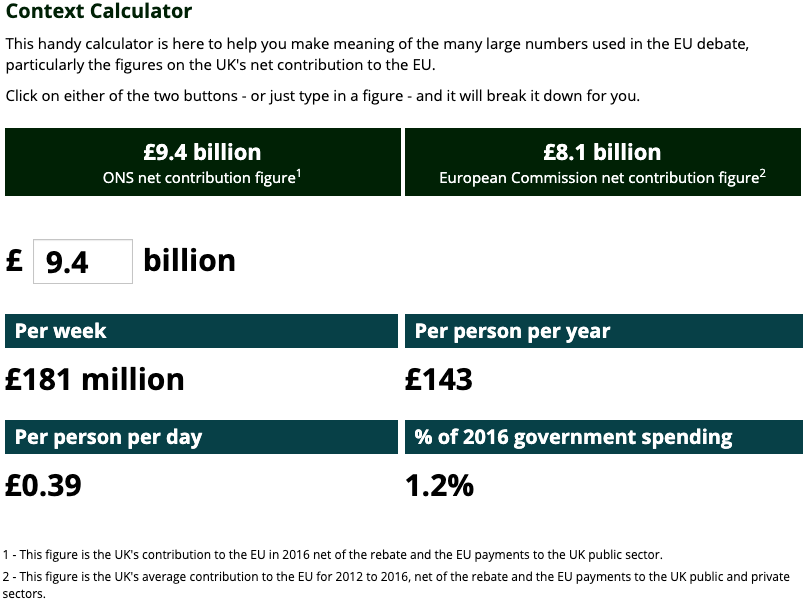 Context Calculator
This handy calculator is here to help you make meaning of the many large numbers used in the EU debate,
particularly the figures on the UK's net contribution to the EU.
Click on either of the two buttons - or just type in a figure - and it will break it down for you.
£9.4 billion
ONS net contribution figure1
£8.1 billion
European Commission net contribution figure2
£ 9.4 billion
Per week
Per person per year
£181 million
£143
Per person per day
% of 2016 government spending
£0.39
1.2%
1 - This figure is the UK's contribution to the EU in 2016 net of the rebate and the EU payments to the UK public sector.
2 - This figure is the UK's average contribution to the EU for 2012 to 2016, net of the rebate and the EU payments to the UK public and private
sectors.